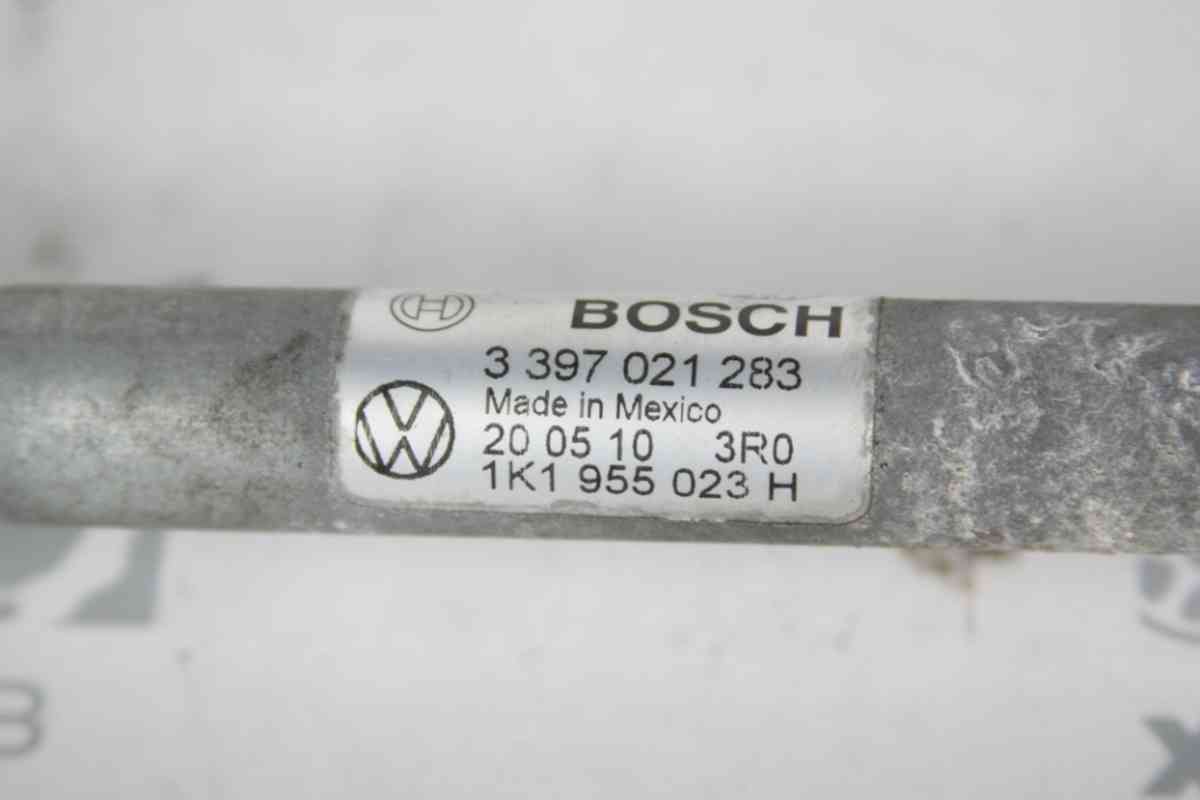 BOSCH
3 397 021 283
Made in Mexico
20 05 10 3R0
1K1 955 023 H